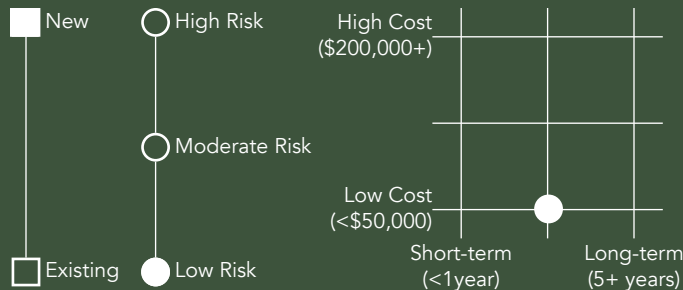 New
Existing
High Risk
Moderate Risk
Low Risk
High Cost
($200,000+)
Low Cost
(<$50,000)
Short-term
(<1year)
Long-term
(5+ years)